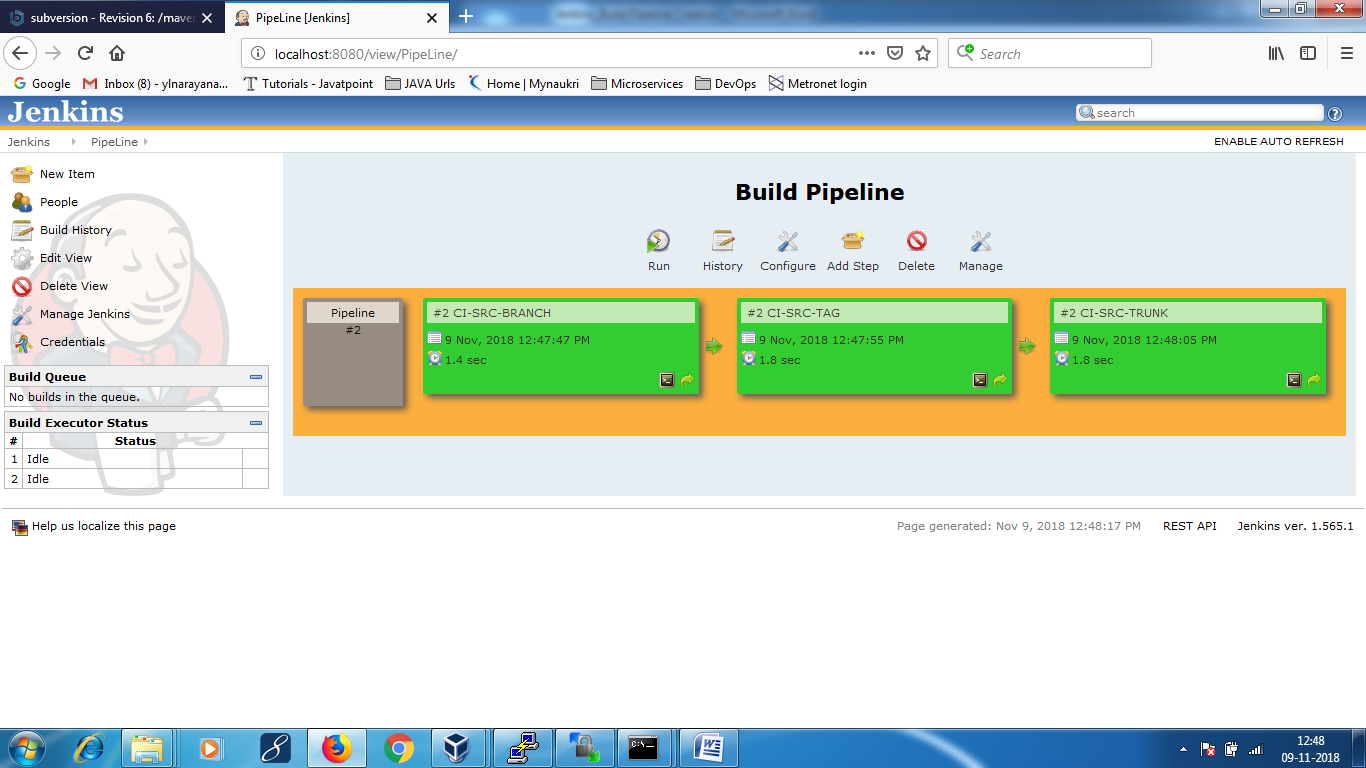 subversion - Revision 6: /maven
PipeLine [Jenkins]
localhost:8080/view/PipeLine/
Search
Google
Inbox (8) - ylnarayana...
Tutorials - Javatpoint
JAVA Urls
Home | Mynaukri
Microservices
DevOps
Metronet login
Jenkins
search
Jenkins
PipeLine
ENABLE AUTO REFRESH
New Item
People
Build History
Edit View
Delete View
Manage Jenkins
Credentials
Build Queue
No builds in the queue.
Build Executor Status
# Status
1 Idle
2 Idle
Build Pipeline
Run
History
Configure
Add Step
Delete
Manage
Pipeline
#2
#2 CI-SRC-BRANCH
9 Nov, 2018 12:47:47 PM
1.4 sec
#2 CI-SRC-TAG
9 Nov, 2018 12:47:55 PM
1.8 sec
#2 CI-SRC-TRUNK
9 Nov, 2018 12:48:05 PM
1.8 sec
Help us localize this page
Page generated: Nov 9, 2018 12:48:17 PM
REST API
Jenkins ver. 1.565.1
12:48
09-11-2018